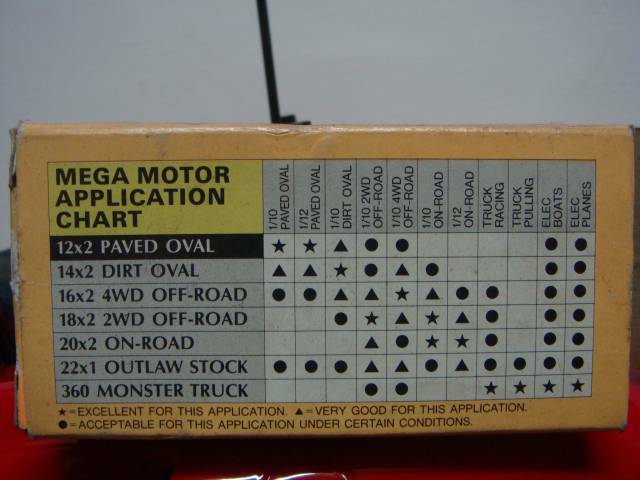 MEGA MOTOR
APPLICATION
CHART
1/10 PAVED OVAL
1/12 PAVED OVAL
1/10 DIRT OVAL
1/10 2WD OFF-ROAD
1/10 4WD OFF-ROAD
1/10 ON-ROAD
1/12 ON-ROAD
TRUCK RACING
TRUCK PULLING
ELEC BOATS
ELEC PLANES
12x2 PAVED OVAL ★ ★ ▲ ● ● ● ●
14x2 DIRT OVAL ▲ ▲ ★ ● ▲ ● ● ●
16x2 4WD OFF-ROAD ● ● ▲ ▲ ★ ▲ ● ● ● ●
18x2 2WD OFF-ROAD ● ★ ▲ ★ ▲ ● ● ●
20x2 ON-ROAD ▲ ● ★ ★ ▲ ● ●
22x1 OUTLAW STOCK ● ● ● ▲ ▲ ● ● ▲ ● ● ●
360 MONSTER TRUCK ● ● ★ ★ ★ ★
★=EXCELLENT FOR THIS APPLICATION. ▲=VERY GOOD FOR THIS APPLICATION.
●=ACCEPTABLE FOR THIS APPLICATION UNDER CERTAIN CONDITIONS.